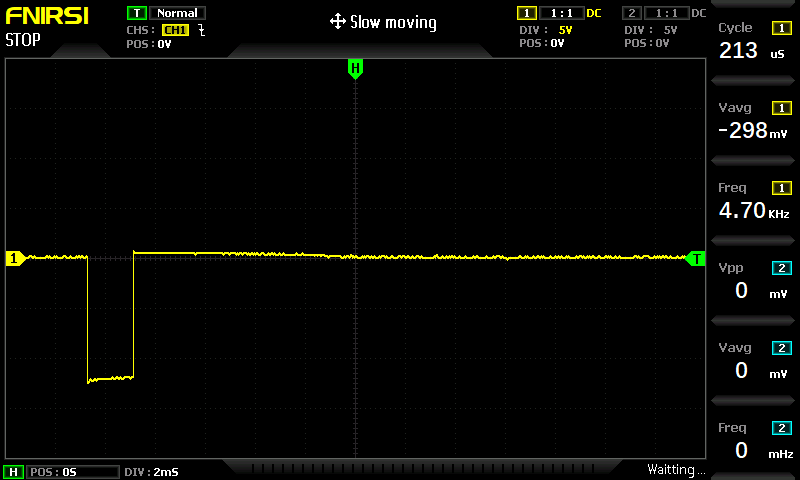 FNIRSI
STOP
T Normal
CHS: CH1
POS: 0V
Slow moving
1 1:1 DC
DIV: 5V
POS: 0V
2 1:1 DC
DIV: 5V
POS: 0V
H
1
T
Cycle 1
213 uS
Vavg 1
-298 mV
Freq 1
4.70 KHz
Vpp 2
0 mV
Vavg 2
0 mV
Freq 2
0 mHz
H POS: 0S DIV: 2mS
Waitting...